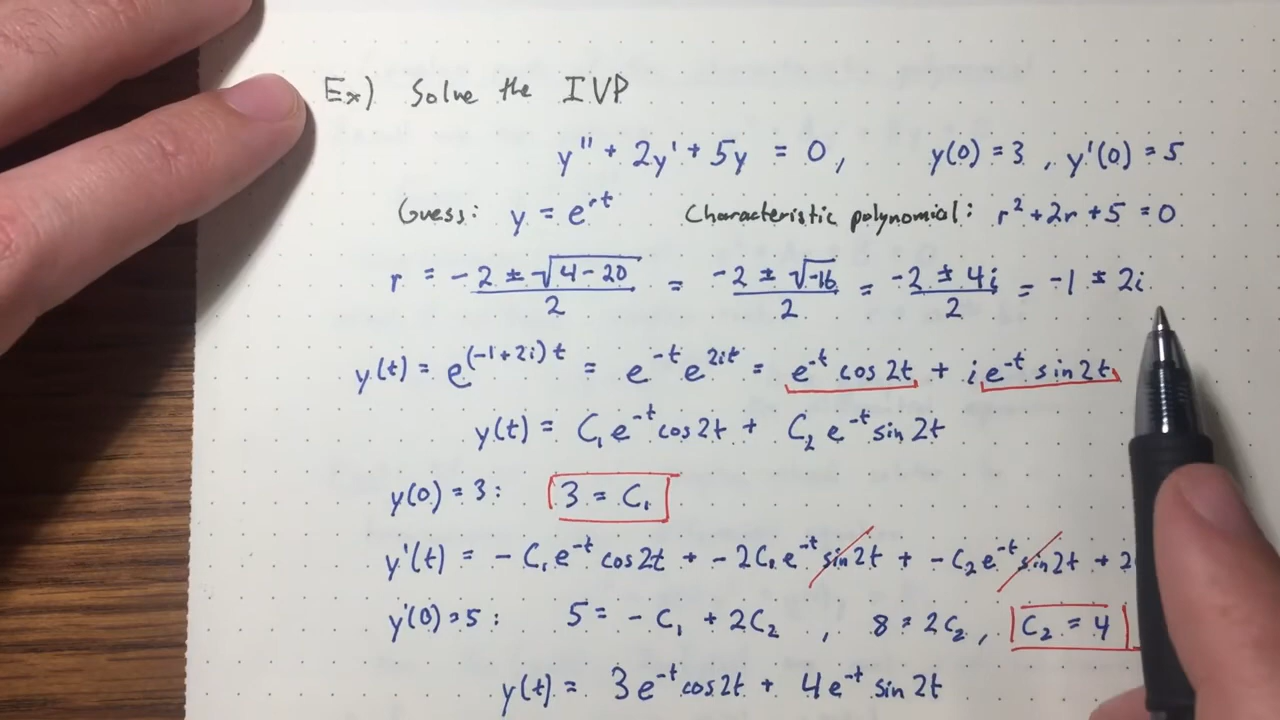 Ex) Solve the IVP
y'' + 2y' + 5y = 0, y(0) = 3, y'(0) = 5
Guess: y = e^{rt} Characteristic polynomial: r² + 2r + 5 = 0
r = (-2 ± √(4 - 20))/2 = (-2 ± √-16)/2 = (-2 ± 4i)/2 = -1 ± 2i
y(t) = e^{(-1+2i)t} = e^{-t} e^{2it} = e^{-t} cos 2t + i e^{-t} sin 2t
y(t) = C₁ e^{-t} cos 2t + C₂ e^{-t} sin 2t
y(0) = 3: 3 = C₁
y'(t) = - C₁ e^{-t} cos 2t + - 2C₁ e^{-t} sin 2t + - C₂ e^{-t} sin 2t + 2
y'(0) = 5: 5 = - C₁ + 2C₂, 8 = 2C₂, C₂ = 4
y(t) = 3e^{-t} cos 2t + 4e^{-t} sin 2t